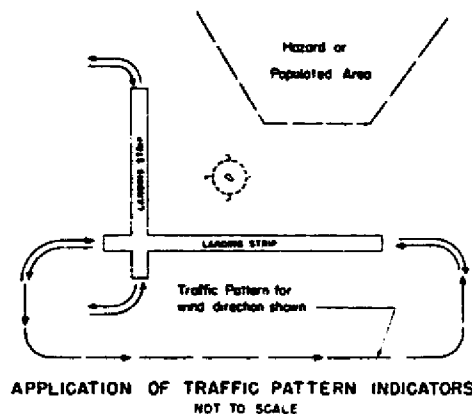 Hazard or
Populated Area
LANDING STRIP
LANDING STRIP
Traffic Pattern for
wind direction shown
APPLICATION OF TRAFFIC PATTERN INDICATORS
NOT TO SCALE